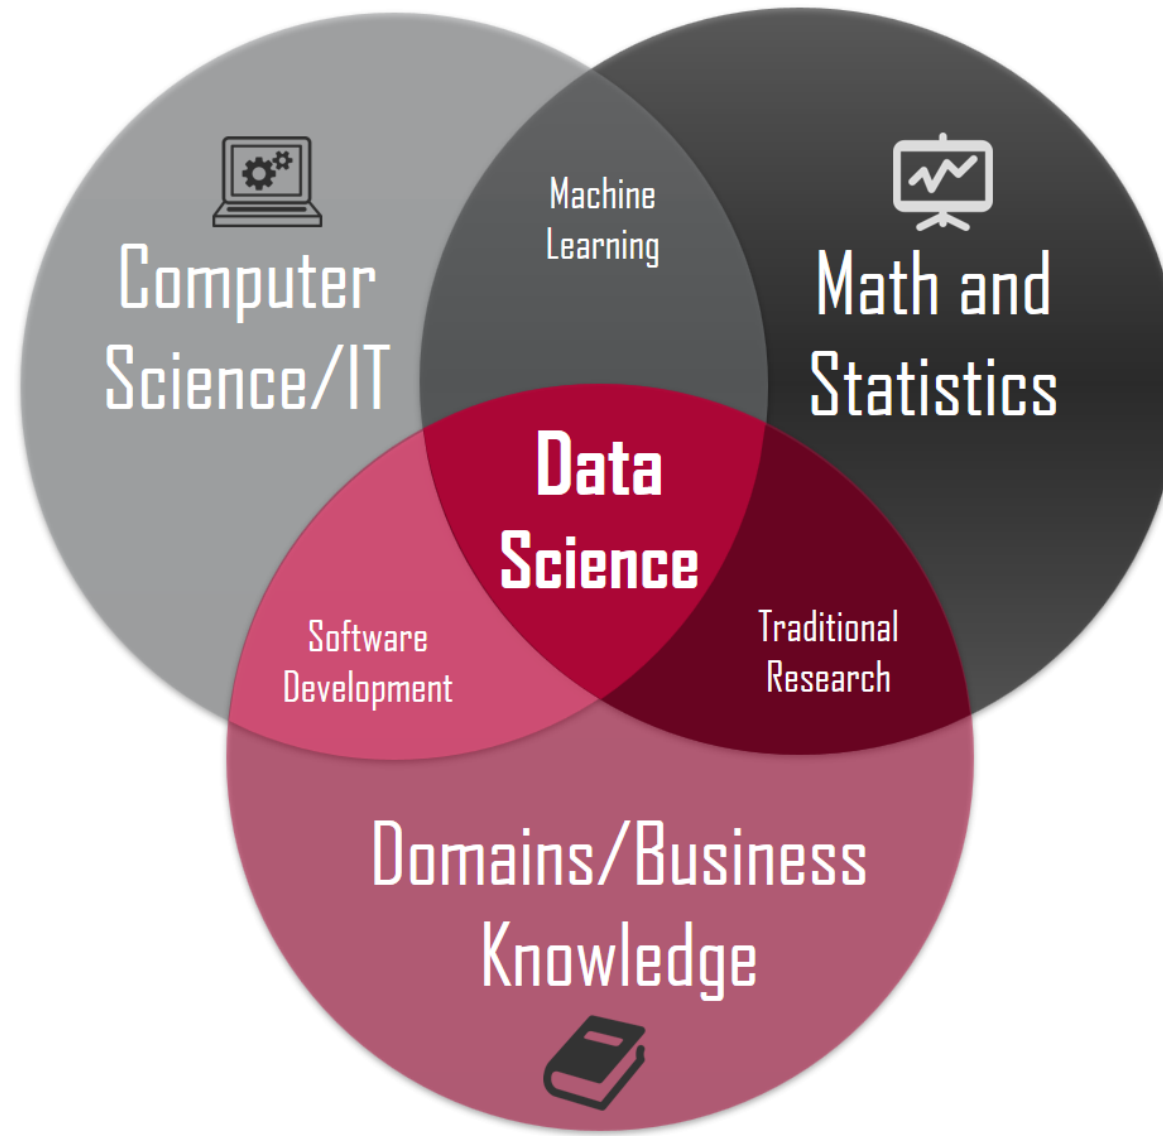 Machine
Learning
Computer
Science/IT
Math and
Statistics
Data
Science
Software
Development
Traditional
Research
Domains/Business
Knowledge